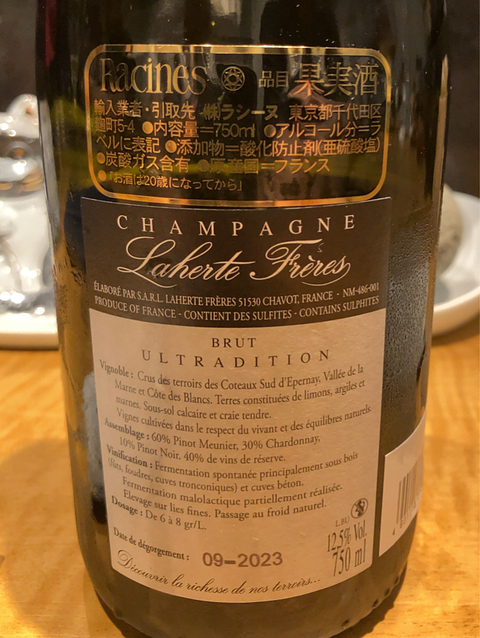 Racines 品目 果実酒
輸入業者・引取先 ㈱ラシーヌ 東京都千代田区
麹町5-4 ●内容量=750ml ●アルコール分=ラ
ベルに表記 ●添加物=酸化防止剤(亜硫酸塩)
●炭酸ガス含有 ●原産国=フランス
●「お酒は20歳になってから」
CHAMPAGNE
Laherte Frères
ÉLABORÉ PAR S.A.R.L. LAHERTE FRÈRES 51530 CHAVOT, FRANCE - NM-486-001
PRODUCE OF FRANCE - CONTIENT DES SULFITES - CONTAINS SULPHITES
BRUT
ULTRADITION
Vignoble : Crus des terroirs des Coteaux Sud d'Epernay, Vallée de la
Marne et Côte des Blancs. Terres constituées de limons, argiles et
marnes. Sous-sol calcaire et craie tendre.
Vignes cultivées dans le respect du vivant et des équilibres naturels.
Assemblage : 60% Pinot Meunier, 30% Chardonnay,
10% Pinot Noir. 40% de vins de réserve.
Vinification : Fermentation spontanée principalement sous bois
(fûts, foudres, cuves tronconiques) et cuves béton.
Fermentation malolactique partiellement réalisée.
Elevage sur lies fines. Passage au froid naturel.
Dosage : De 6 à 8 gr/L.
L.BU
12.5% Vol.
Date de dégorgement : 09-2023
750 ml
Découvrir la richesse de nos terroirs...